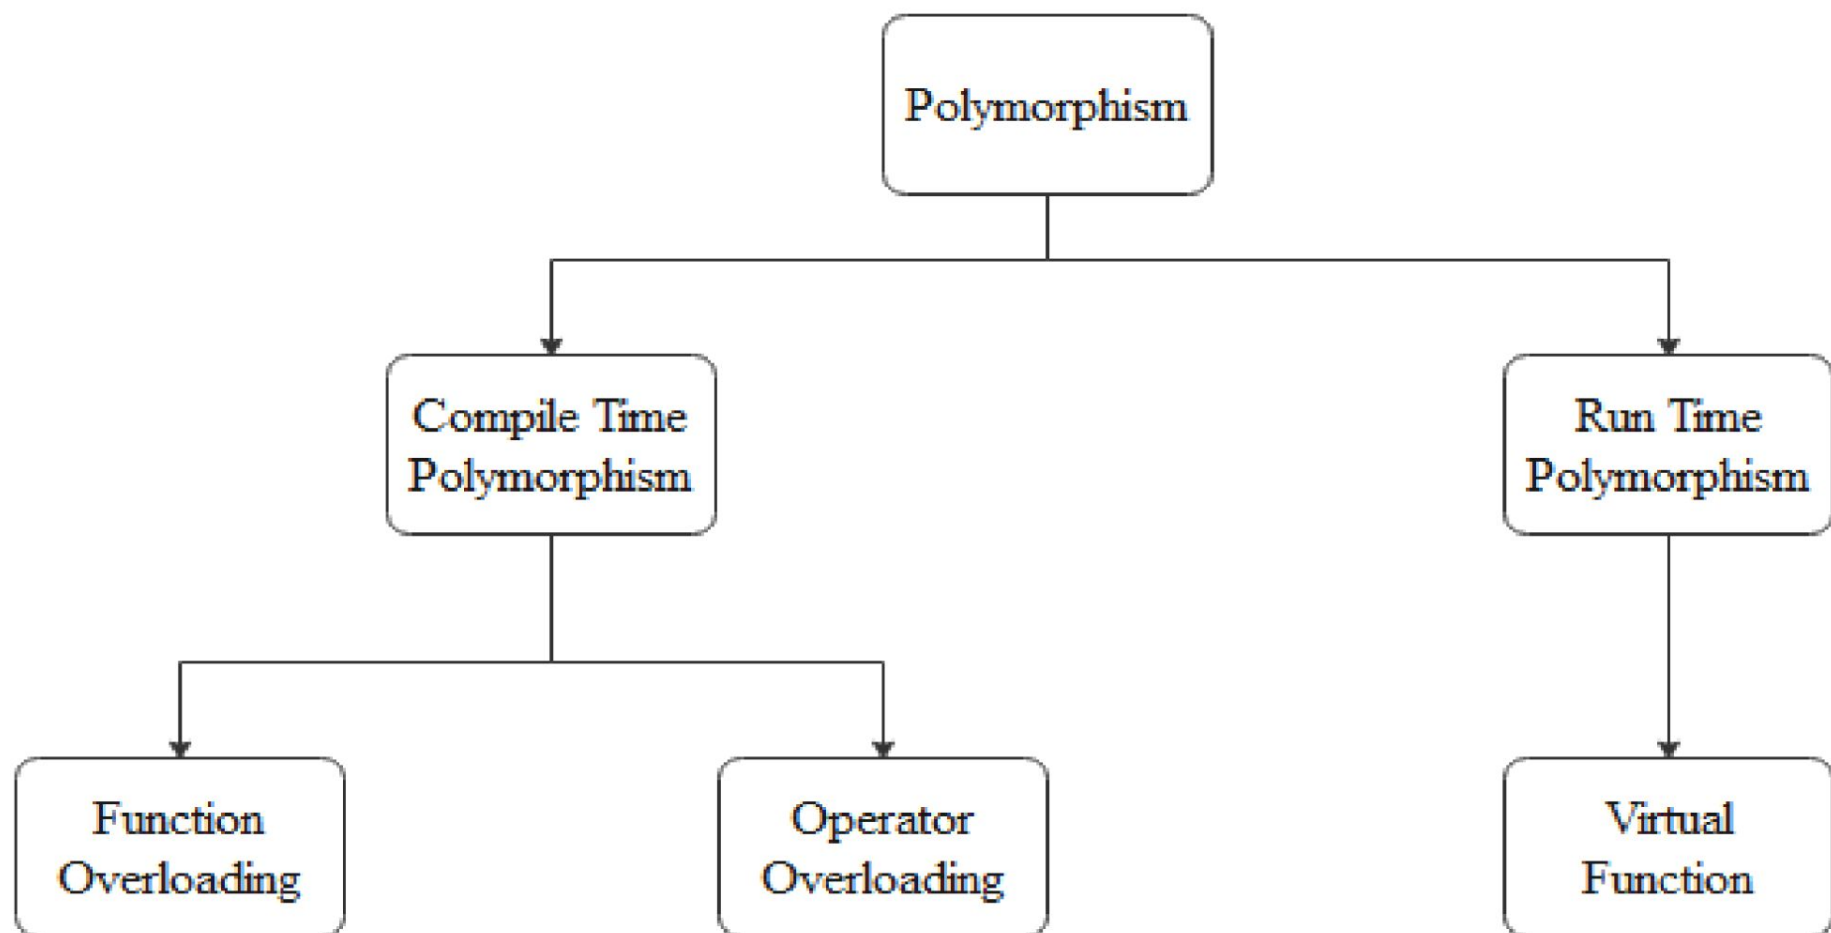 Polymorphism
Compile Time
Polymorphism
Run Time
Polymorphism
Function
Overloading
Operator
Overloading
Virtual
Function